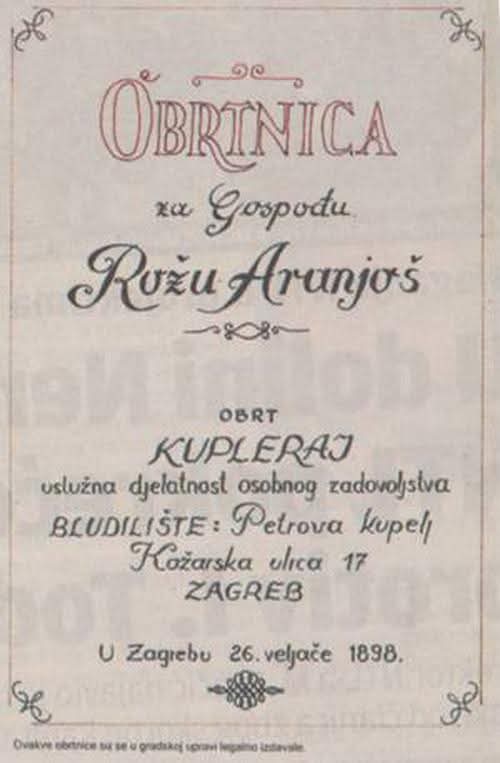 OBRTNICA
za Gospođu
Rožu Aranjoš
OBRT
KUPLERAJ
uslužna djelatnost osobnog zadovoljstva
BLUDILIŠTE: Petrova kupelj
Kožarska ulica 17
ZAGREB
U Zagrebu 26. veljače 1898.
Ovakve obrtnice su se u gradskoj upravi legalno izdavale.